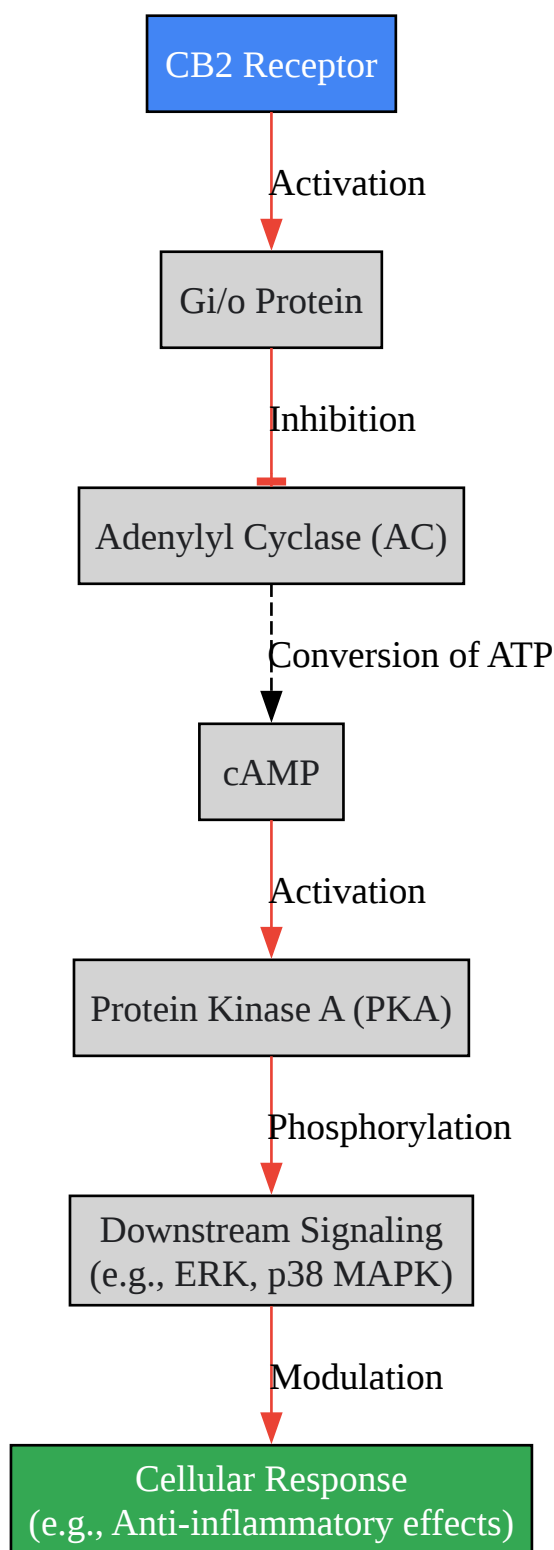 CB2 Receptor
Activation
Gi/o Protein
Inhibition
Adenylyl Cyclase (AC)
Conversion of ATP
cAMP
Activation
Protein Kinase A (PKA)
Phosphorylation
Downstream Signaling
(e.g., ERK, p38 MAPK)
Modulation
Cellular Response
(e.g., Anti-inflammatory effects)